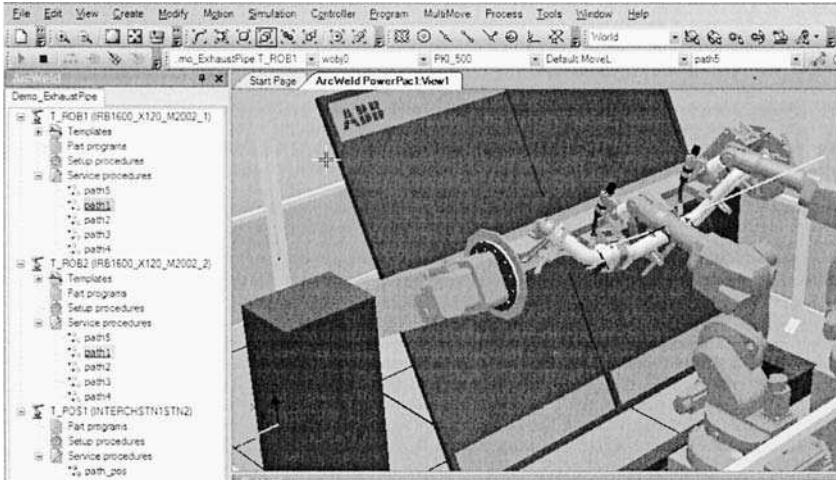 File Edit View Create Modify Motion Simulation Controller Program MultiMove Process Tools Window Help
World
mo_ExhaustPipe T_ROB1 wobj0 PKI_500 Default MoveL path5
ArcWeld
Start Page ArcWeld PowerPac1:View1
Demo_ExhaustPipe
T_ROB1 (IRB1600_X120_M2002_1)
Templates
Part programs
Setup procedures
Service procedures
path5
path1
path2
path3
path4
T_ROB2 (IRB1600_X120_M2002_2)
Templates
Part programs
Setup procedures
Service procedures
path5
path1
path2
path3
path4
T_POS1 (INTERCHSTN1STN2)
Part programs
Setup procedures
Service procedures
path_pos
ABB